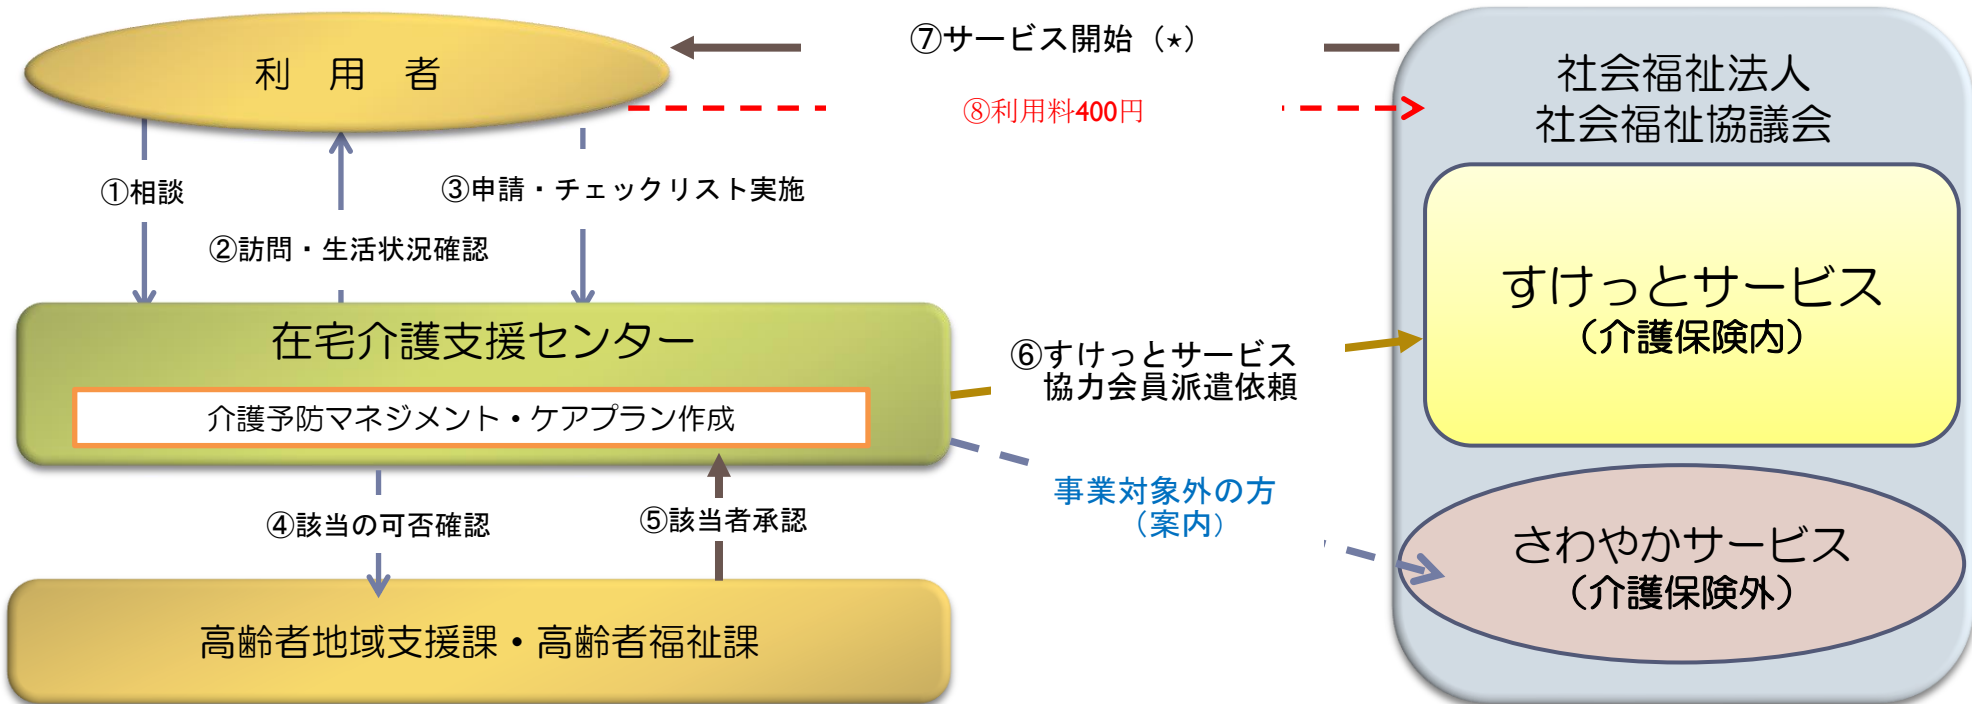 利　用　者
⑦サービス開始（★）
⑧利用料400円
社会福祉法人
社会福祉協議会
①相談
③申請・チェックリスト実施
②訪問・生活状況確認
すけっとサービス
（介護保険内）
在宅介護支援センター
介護予防マネジメント・ケアプラン作成
⑥すけっとサービス
協力会員派遣依頼
事業対象外の方
（案内）
④該当の可否確認
⑤該当者承認
さわやかサービス
（介護保険外）
高齢者地域支援課・高齢者福祉課